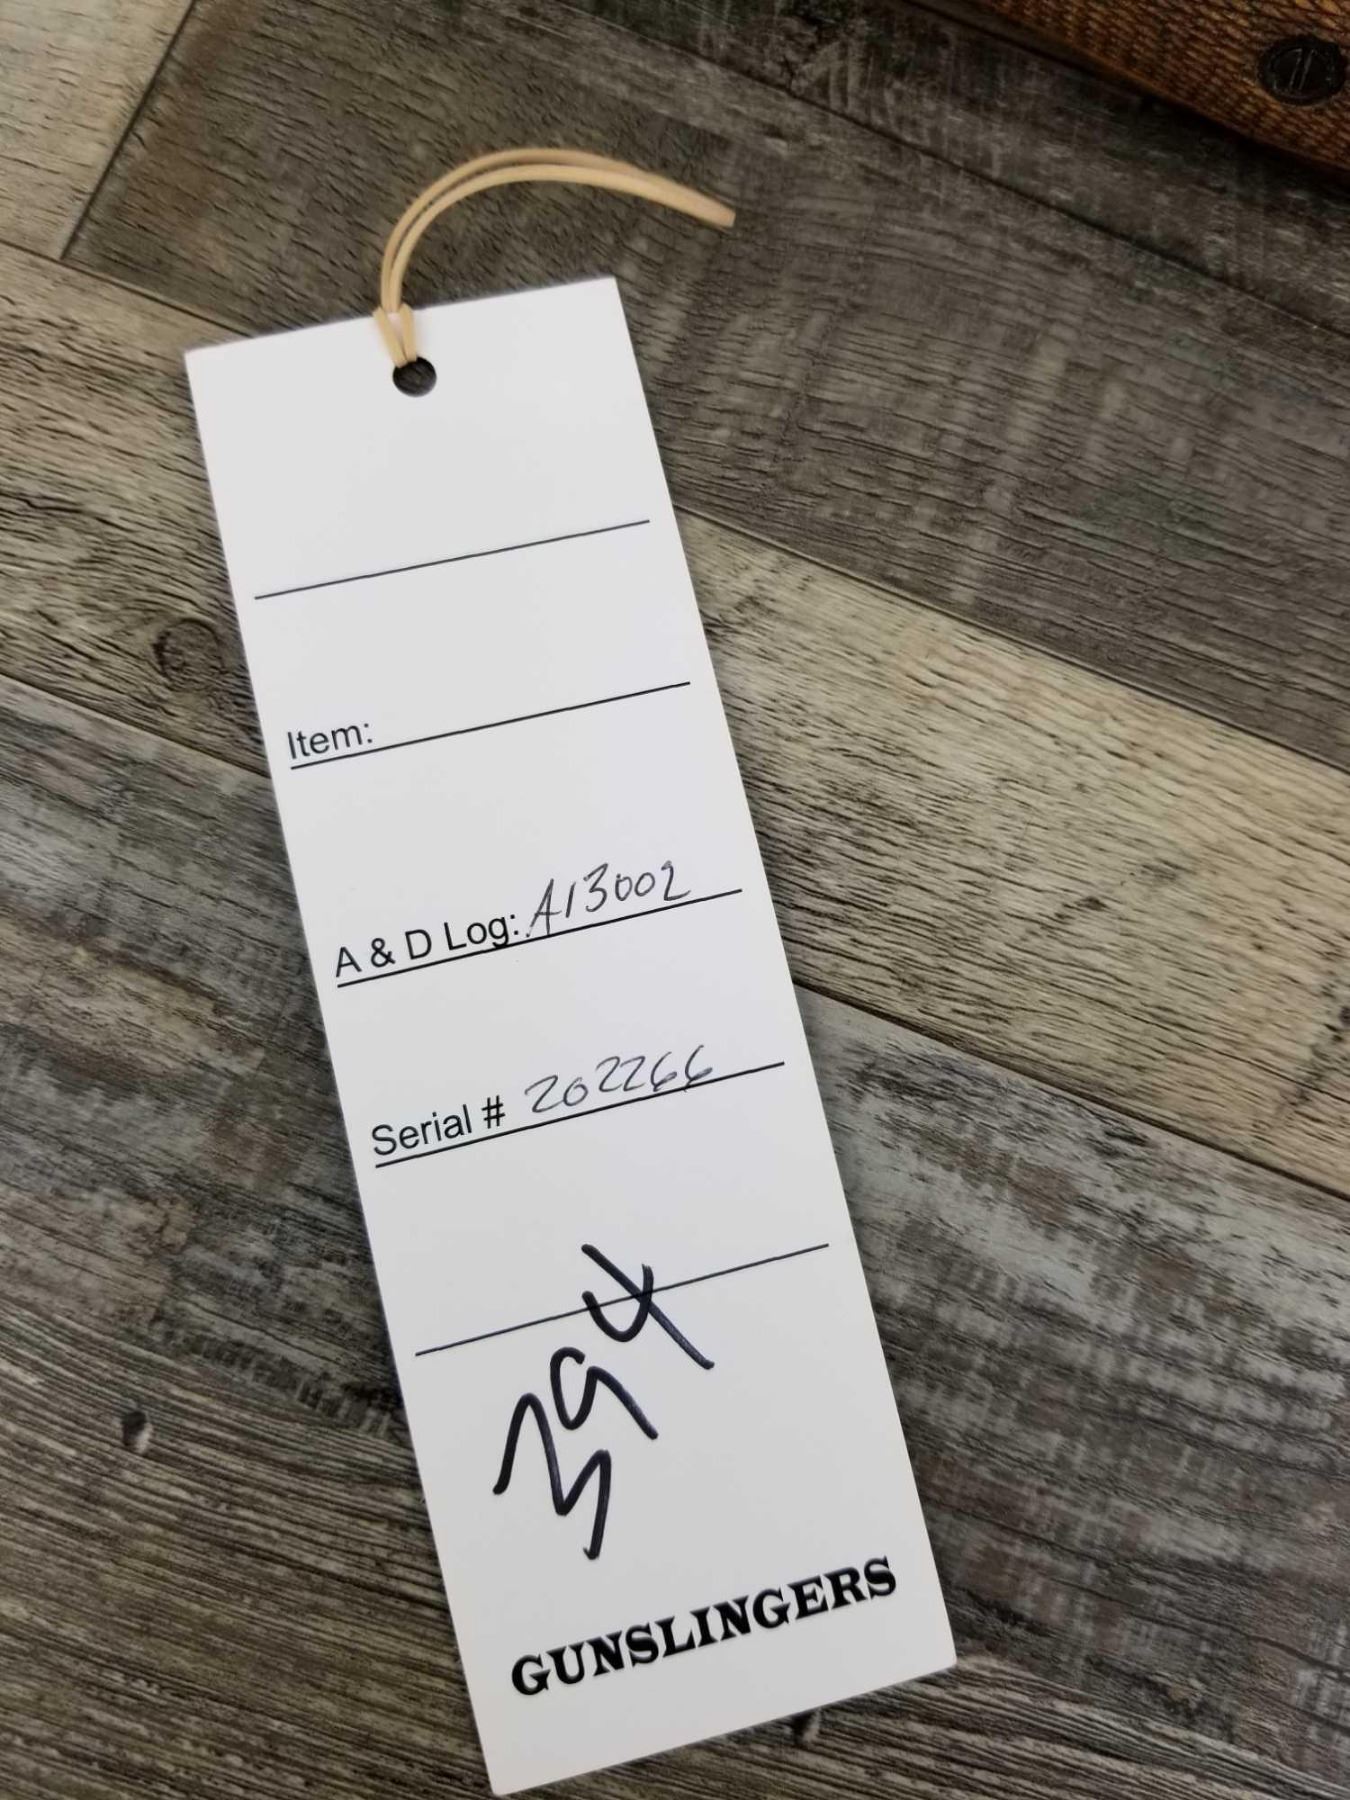 Item:
A & D Log: A13002
Serial # 202266
394
GUNSLINGERS